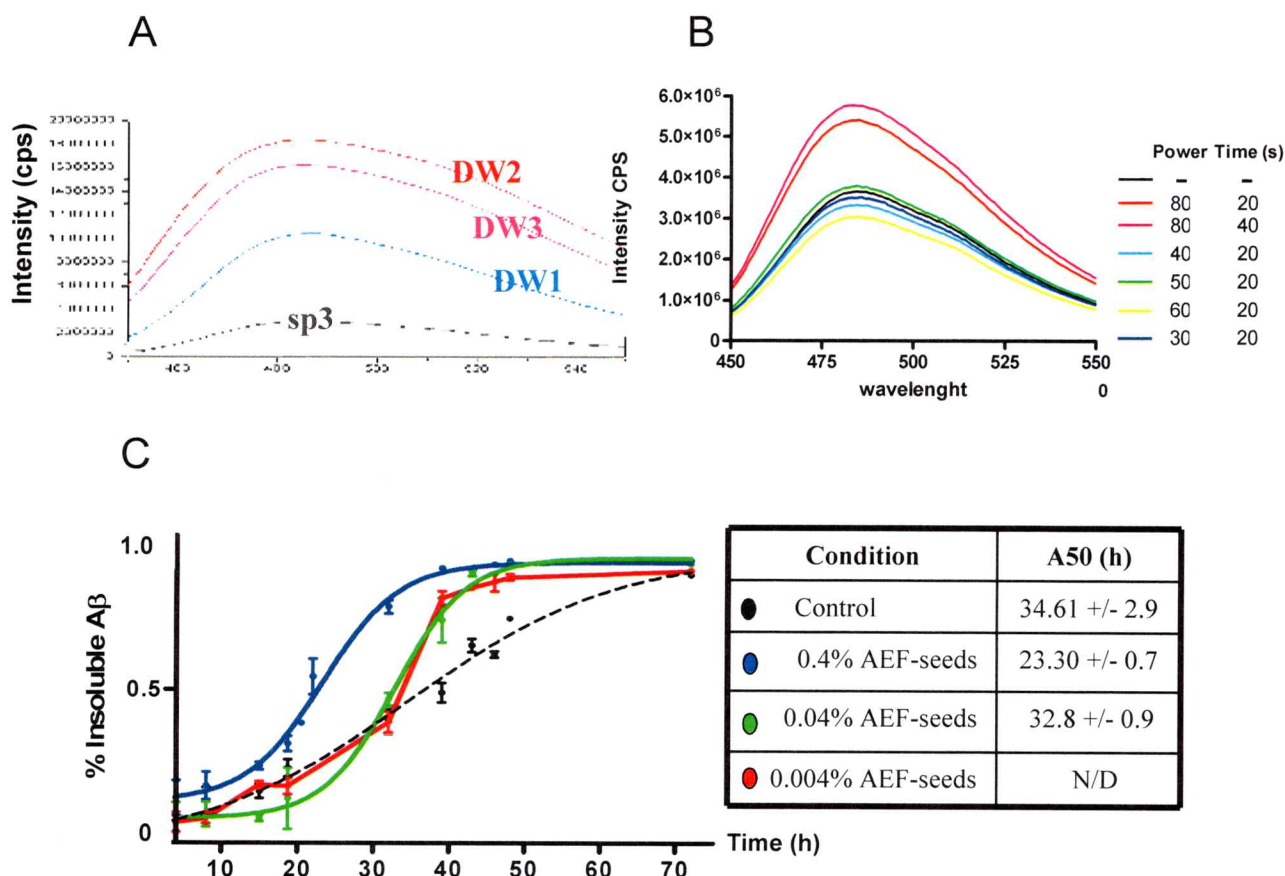 A
Intensity (cps)
DW2
DW3
DW1
sp3
B
Intensity CPS
6.0×10⁶
5.0×10⁶
4.0×10⁶
3.0×10⁶
2.0×10⁶
1.0×10⁶
0
450 475 500 525 550
wavelenght 0
Power Time (s)
– –
80 20
80 40
40 20
50 20
60 20
30 20
C
% Insoluble Aβ
1.0
0.5
0
10 20 30 40 50 60 70
Time (h)
Condition A50 (h)
Control 34.61 +/- 2.9
0.4% AEF-seeds 23.30 +/- 0.7
0.04% AEF-seeds 32.8 +/- 0.9
0.004% AEF-seeds N/D